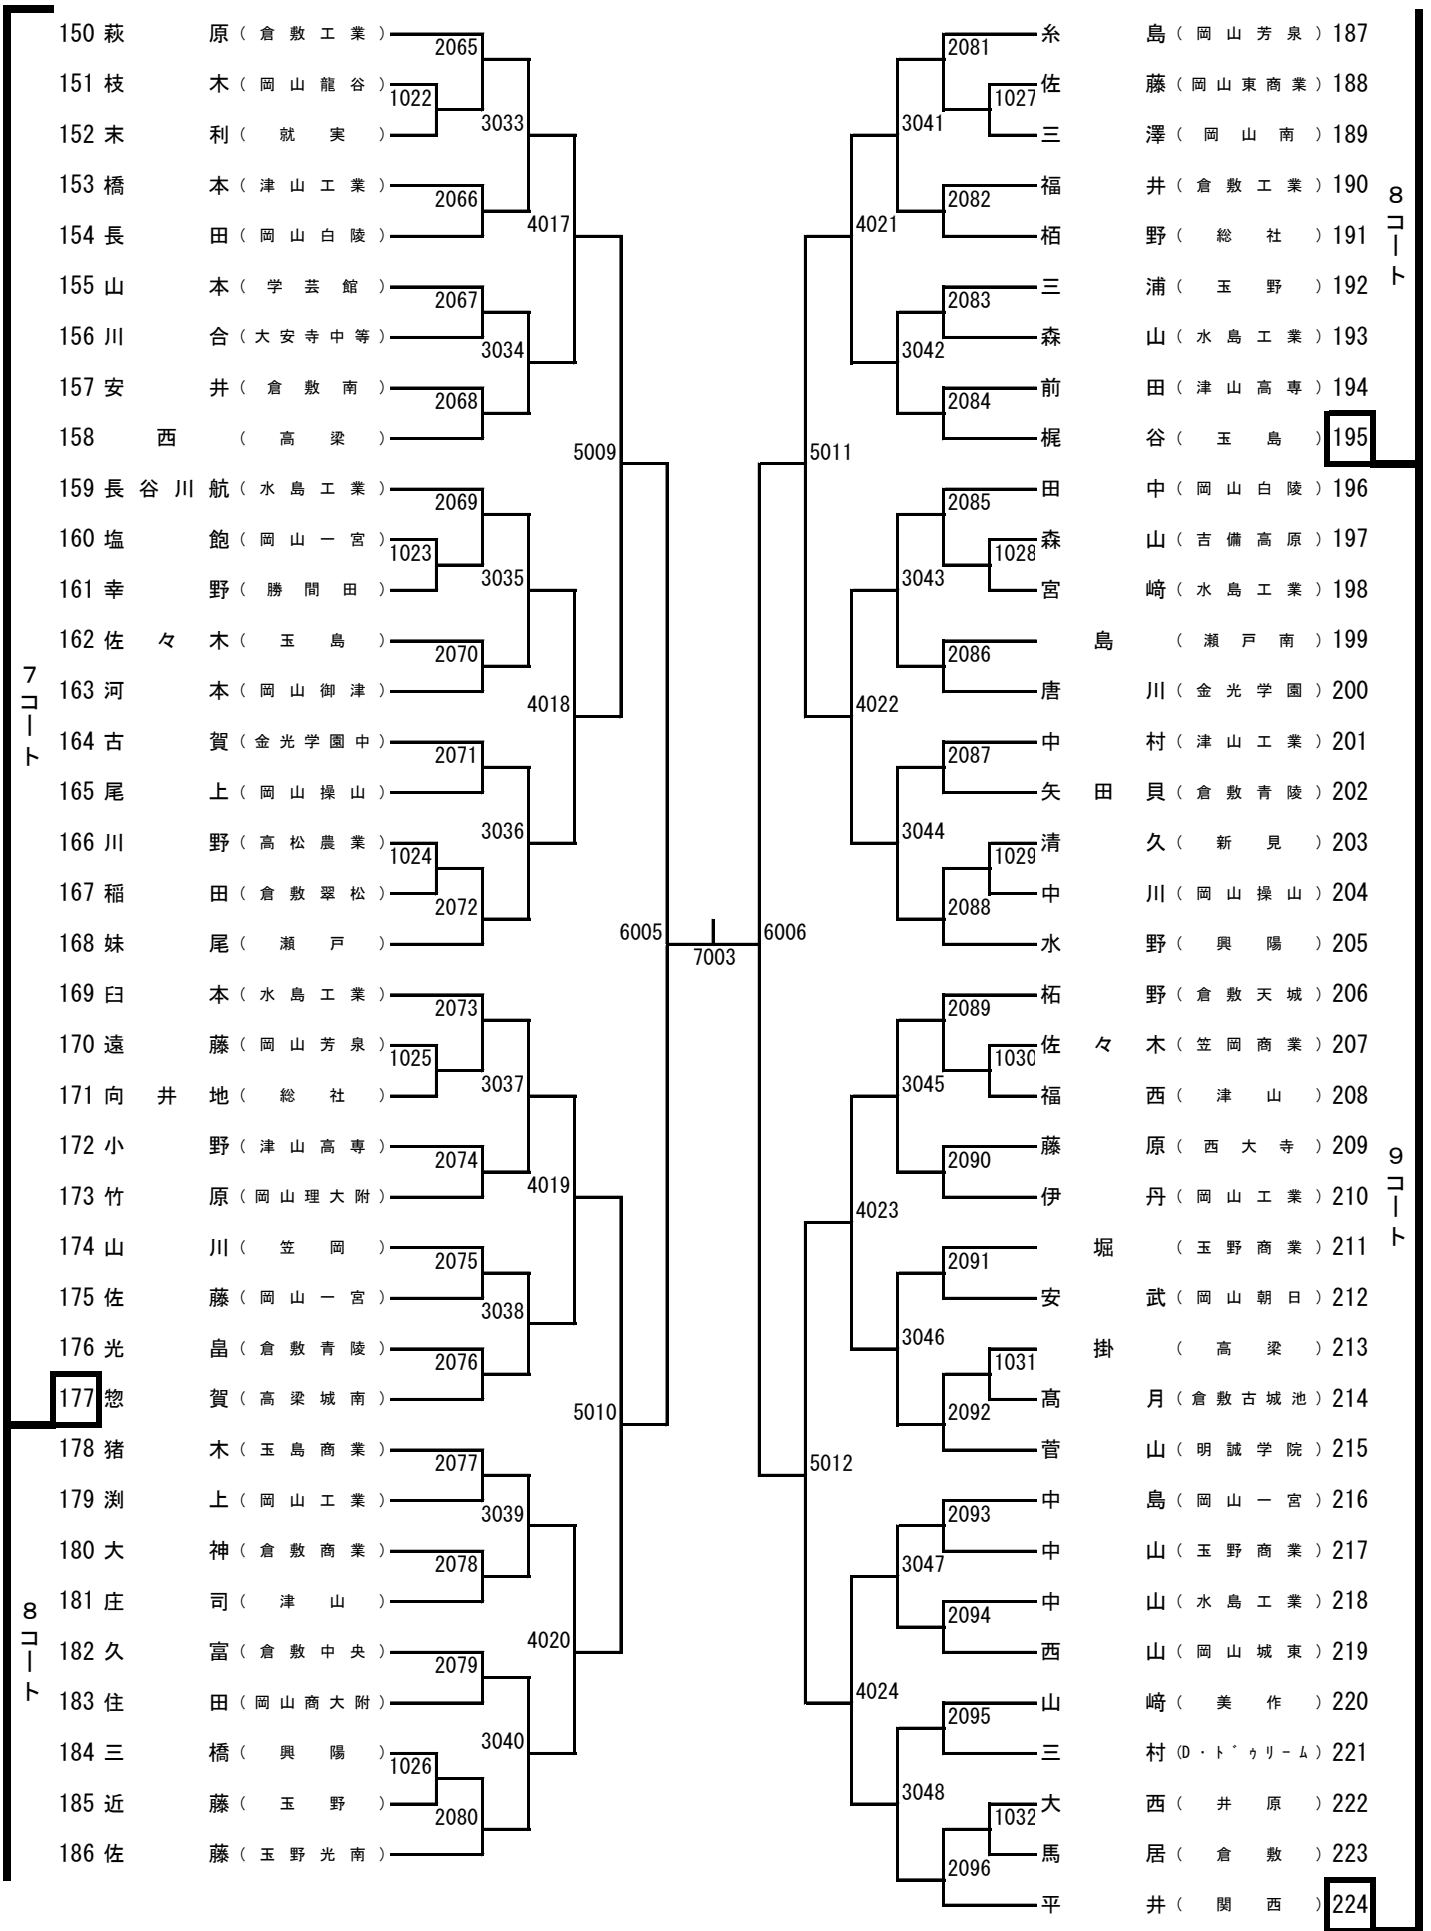 150 萩原(倉敷工業)
2065
151 枝木(岡山龍谷)
1022
152 末利(就実)
3033
153 橋本(津山工業)
2066
154 長田(岡山白陵)
4017
155 山本(学芸館)
2067
156 川合(大安寺中等)
3034
157 安井(倉敷南)
2068
158 西(高梁)
5009
159 長谷川航(水島工業)
2069
160 塩飽(岡山一宮)
1023
161 幸野(勝間田)
3035
162 佐々木(玉島)
2070
163 河本(岡山御津)
4018
164 古賀(金光学園中)
2071
165 尾上(岡山操山)
3036
166 川野(高松農業)
1024
167 稲田(倉敷翠松)
2072
168 妹尾(瀬戸)
7コート
6005
7003
169 臼本(水島工業)
2073
170 遠藤(岡山芳泉)
1025
171 向井地(総社)
3037
172 小野(津山高専)
2074
173 竹原(岡山理大附)
4019
174 山川(笠岡)
2075
175 佐藤(岡山一宮)
3038
176 光畠(倉敷青陵)
2076
177 惣賀(高梁城南)
5010
178 猪木(玉島商業)
2077
179 渕上(岡山工業)
3039
180 大神(倉敷商業)
2078
181 庄司(津山)
8コート
4020
182 久富(倉敷中央)
2079
183 住田(岡山商大附)
3040
184 三橋(興陽)
1026
185 近藤(玉野)
2080
186 佐藤(玉野光南)
糸島(岡山芳泉)187
2081
佐藤(岡山東商業)188
1027
三澤(岡山南)189
3041
福井(倉敷工業)190
2082
栢野(総社)191
8コート
4021
三浦(玉野)192
2083
森山(水島工業)193
3042
前田(津山高専)194
2084
梶谷(玉島)195
5011
田中(岡山白陵)196
2085
森山(吉備高原)197
1028
宮﨑(水島工業)198
3043
島(瀬戸南)199
2086
唐川(金光学園)200
4022
中村(津山工業)201
2087
矢田貝(倉敷青陵)202
3044
清久(新見)203
1029
中川(岡山操山)204
2088
水野(興陽)205
6006
柘野(倉敷天城)206
2089
佐々木(笠岡商業)207
1030
福西(津山)208
3045
藤原(西大寺)209
2090
伊丹(岡山工業)210
9コート
4023
堀(玉野商業)211
2091
安武(岡山朝日)212
3046
掛(高梁)213
1031
髙月(倉敷古城池)214
2092
菅山(明誠学院)215
5012
中島(岡山一宮)216
2093
中山(玉野商業)217
3047
中山(水島工業)218
2094
西山(岡山城東)219
4024
山﨑(美作)220
2095
三村(D・ドゥリーム)221
3048
大西(井原)222
1032
馬居(倉敷)223
2096
平井(関西)224